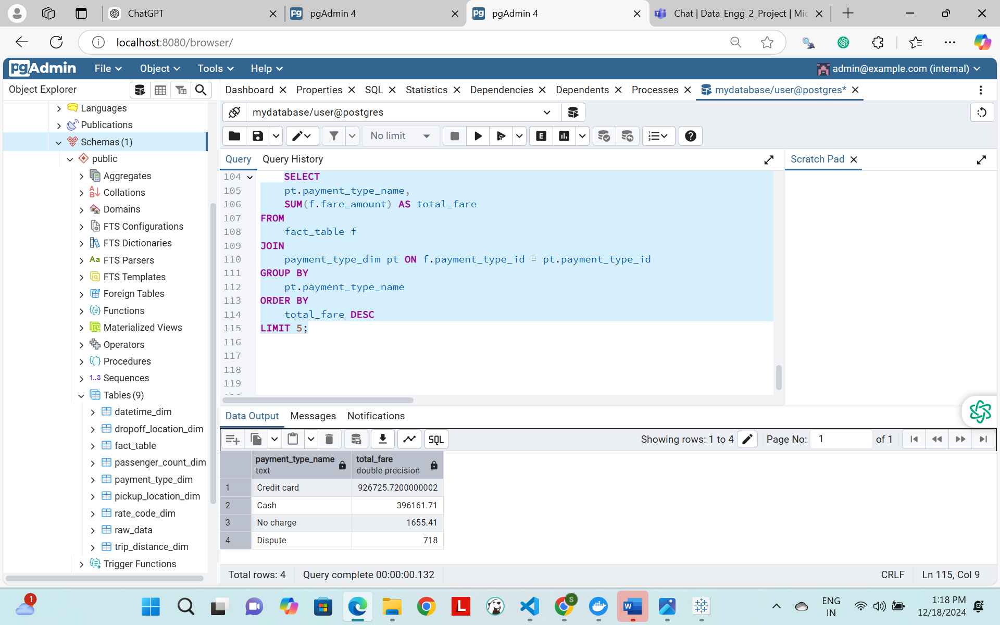 ChatGPT
pgAdmin 4
pgAdmin 4
Chat | Data_Engg_2_Project | Mic
localhost:8080/browser/
pgAdmin
File
Object
Tools
Help
admin@example.com (internal)
Object Explorer
Dashboard
Properties
SQL
Statistics
Dependencies
Dependents
Processes
mydatabase/user@postgres*
mydatabase/user@postgres
No limit
E
Languages
Publications
Schemas (1)
public
Aggregates
Collations
Domains
FTS Configurations
FTS Dictionaries
Aa FTS Parsers
FTS Templates
Foreign Tables
Functions
Materialized Views
Operators
Procedures
1..3 Sequences
Tables (9)
datetime_dim
dropoff_location_dim
fact_table
passenger_count_dim
payment_type_dim
pickup_location_dim
rate_code_dim
raw_data
trip_distance_dim
Trigger Functions
Query
Query History
Scratch Pad
104 SELECT
105 pt.payment_type_name,
106 SUM(f.fare_amount) AS total_fare
107 FROM
108 fact_table f
109 JOIN
110 payment_type_dim pt ON f.payment_type_id = pt.payment_type_id
111 GROUP BY
112 pt.payment_type_name
113 ORDER BY
114 total_fare DESC
115 LIMIT 5;
116
117
118
119
Data Output
Messages
Notifications
SQL
Showing rows: 1 to 4
Page No: 1 of 1
payment_type_name text
total_fare double precision
1 Credit card 926725.7200000002
2 Cash 396161.71
3 No charge 1655.41
4 Dispute 718
Total rows: 4
Query complete 00:00:00.132
CRLF
Ln 115, Col 9
1
L
S
W
ENG
IN
1:18 PM
12/18/2024